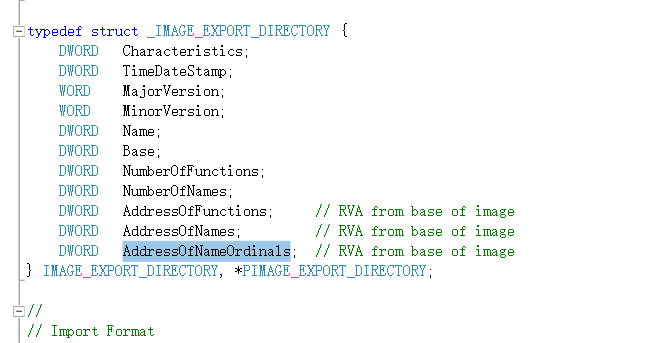 typedef struct _IMAGE_EXPORT_DIRECTORY {
    DWORD   Characteristics;
    DWORD   TimeDateStamp;
    WORD    MajorVersion;
    WORD    MinorVersion;
    DWORD   Name;
    DWORD   Base;
    DWORD   NumberOfFunctions;
    DWORD   NumberOfNames;
    DWORD   AddressOfFunctions;     // RVA from base of image
    DWORD   AddressOfNames;         // RVA from base of image
    DWORD   AddressOfNameOrdinals;  // RVA from base of image
} IMAGE_EXPORT_DIRECTORY, *PIMAGE_EXPORT_DIRECTORY;
//
// Import Format